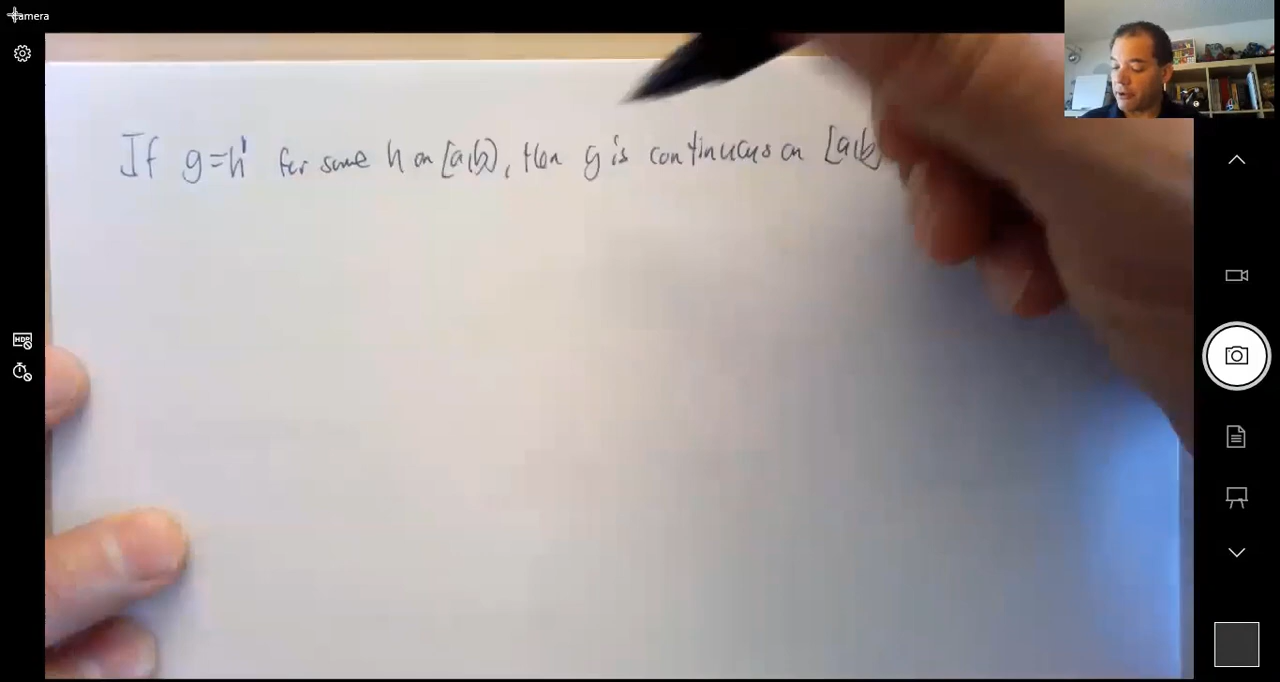 Camera
If g=h' for some h on [a,b], then g is continuous on [a,b]